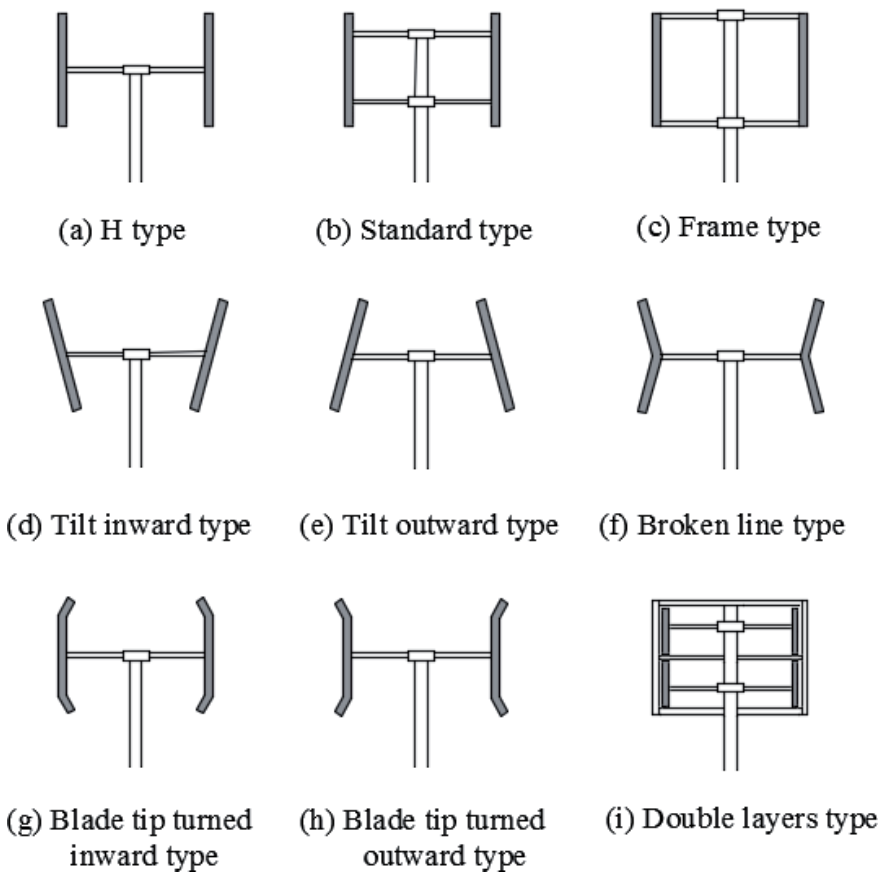 (a) H type
(b) Standard type
(c) Frame type
(d) Tilt inward type
(e) Tilt outward type
(f) Broken line type
(g) Blade tip turned
inward type
(h) Blade tip turned
outward type
(i) Double layers type